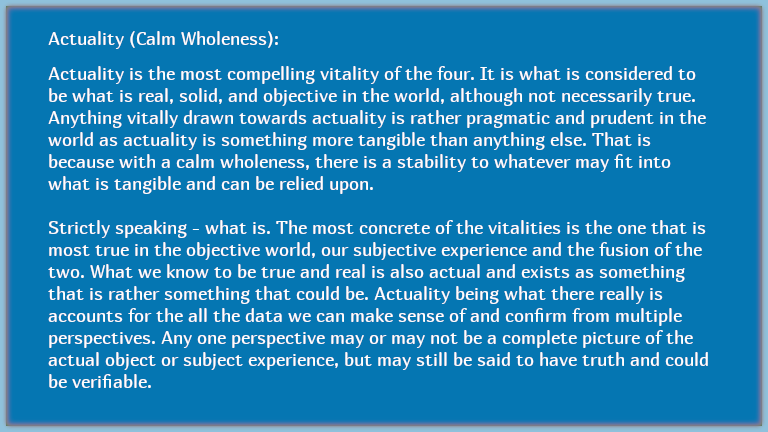 Actuality (Calm Wholeness):
Actuality is the most compelling vitality of the four. It is what is considered to
be what is real, solid, and objective in the world, although not necessarily true.
Anything vitally drawn towards actuality is rather pragmatic and prudent in the
world as actuality is something more tangible than anything else. That is
because with a calm wholeness, there is a stability to whatever may fit into
what is tangible and can be relied upon.
Strictly speaking - what is. The most concrete of the vitalities is the one that is
most true in the objective world, our subjective experience and the fusion of the
two. What we know to be true and real is also actual and exists as something
that is rather something that could be. Actuality being what there really is
accounts for the all the data we can make sense of and confirm from multiple
perspectives. Any one perspective may or may not be a complete picture of the
actual object or subject experience, but may still be said to have truth and could
be verifiable.